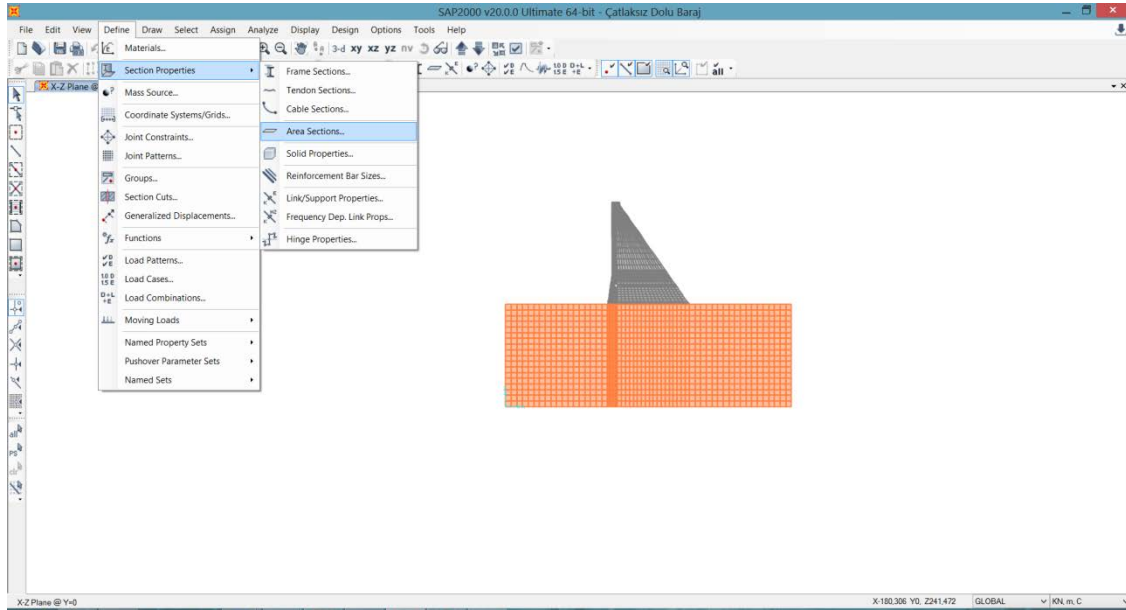 SAP2000 v20.0.0 Ultimate 64-bit - Çatlaksız Dolu Baraj
File Edit View Define Draw Select Assign Analyze Display Design Options Tools Help
3-d xy xz yz nv
X-Z Plane @
Materials...
Section Properties
Mass Source...
Coordinate Systems/Grids...
Joint Constraints...
Joint Patterns...
Groups...
Section Cuts...
Generalized Displacements...
Functions
Load Patterns...
Load Cases...
Load Combinations...
Moving Loads
Named Property Sets
Pushover Parameter Sets
Named Sets
Frame Sections...
Tendon Sections...
Cable Sections...
Area Sections...
Solid Properties...
Reinforcement Bar Sizes...
Link/Support Properties...
Frequency Dep. Link Props...
Hinge Properties...
all
all
PS
clr
X-Z Plane @ Y=0
X-180,306 Y0, Z241,472 GLOBAL KN, m, C